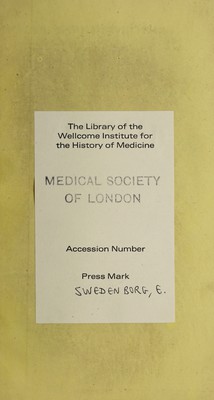 The Library of the
Wellcome Institute for
the History of Medicine
MEDICAL SOCIETY
OF LONDON
Accession Number
Press Mark
SWEDENBORG, E.